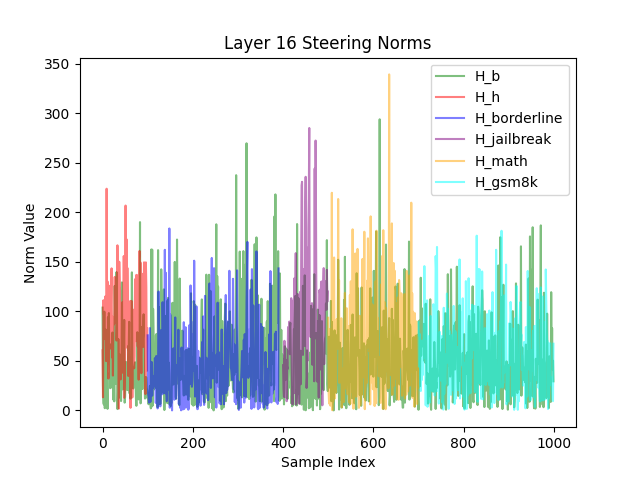 Layer 16 Steering Norms
350
300
250
200
150
100
50
0
Norm Value
H_b
H_h
H_borderline
H_jailbreak
H_math
H_gsm8k
0 200 400 600 800 1000
Sample Index